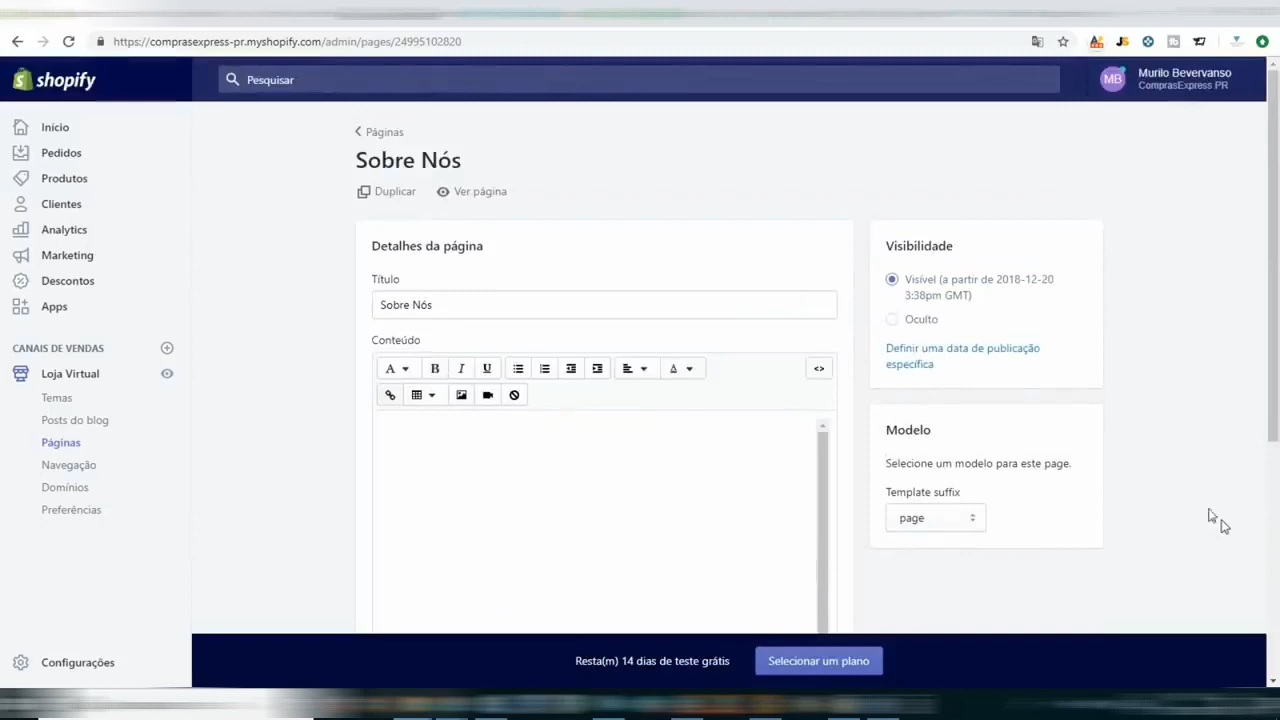 https://comprasexpress-pr.myshopify.com/admin/pages/24995102820
shopify
Pesquisar
MB
Murilo Bevervanso
ComprasExpress PR
Início
Pedidos
Produtos
Clientes
Analytics
Marketing
Descontos
Apps
CANAIS DE VENDAS
Loja Virtual
Temas
Posts do blog
Páginas
Navegação
Domínios
Preferências
Configurações
Páginas
Sobre Nós
Duplicar
Ver página
Detalhes da página
Título
Sobre Nós
Conteúdo
A
B
I
U
A
<>
Visibilidade
Visível (a partir de 2018-12-20
3:38pm GMT)
Oculto
Definir uma data de publicação
específica
Modelo
Selecione um modelo para este page.
Template suffix
page
Resta(m) 14 dias de teste grátis
Selecionar um plano